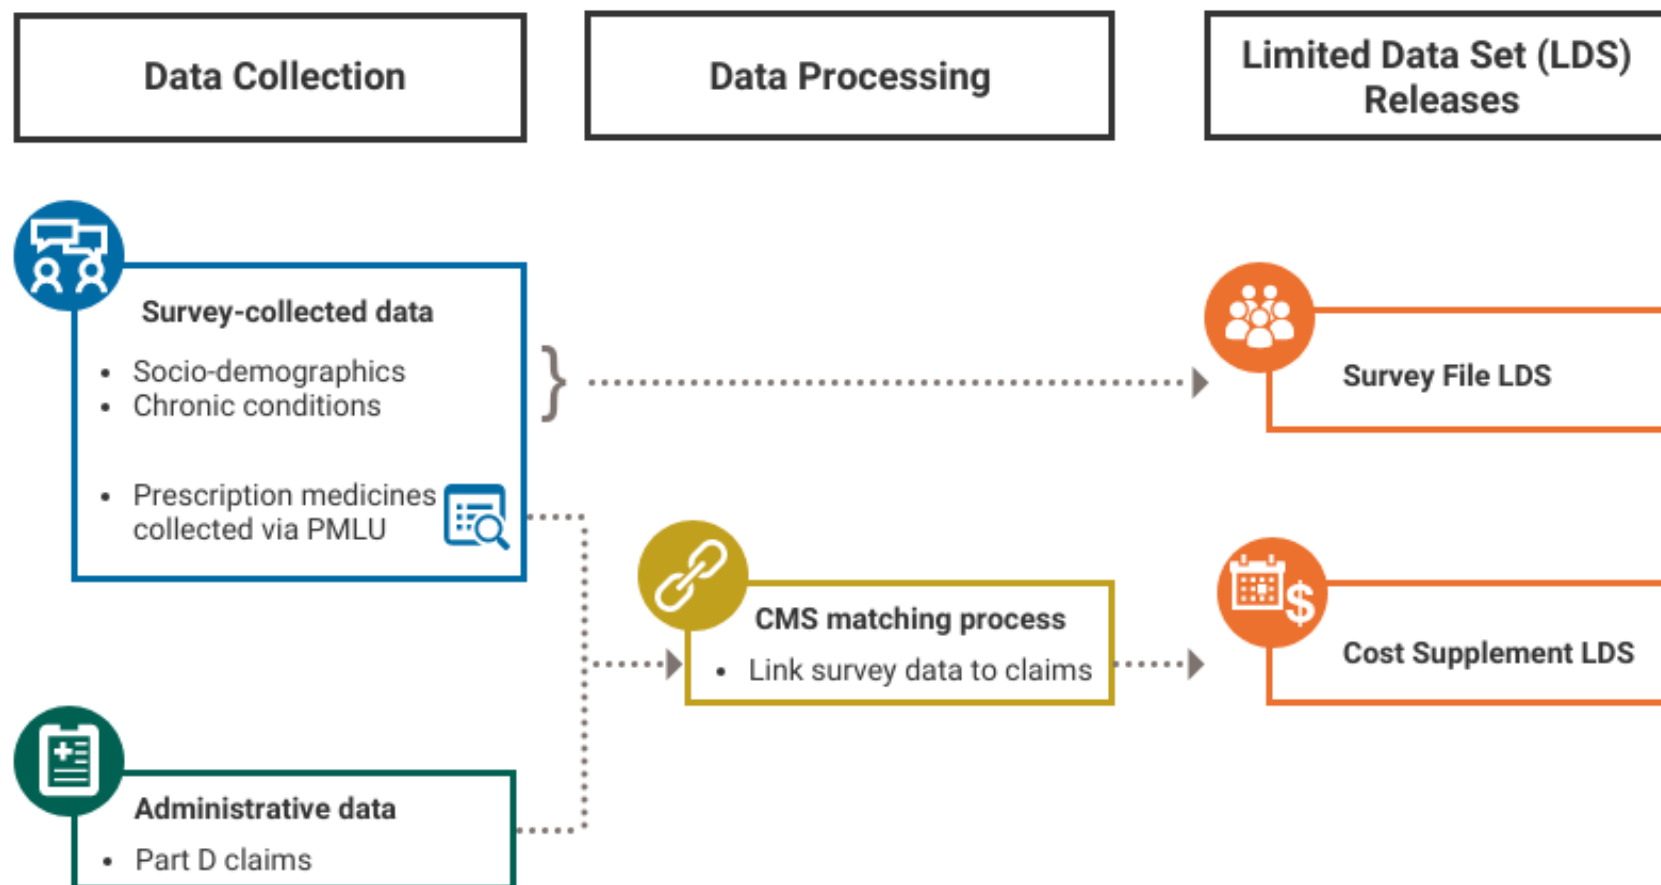 Data Collection
Data Processing
Limited Data Set (LDS)
Releases
Survey-collected data
• Socio-demographics
• Chronic conditions
• Prescription medicines
collected via PMLU
}
Survey File LDS
CMS matching process
• Link survey data to claims
$
Cost Supplement LDS
Administrative data
• Part D claims